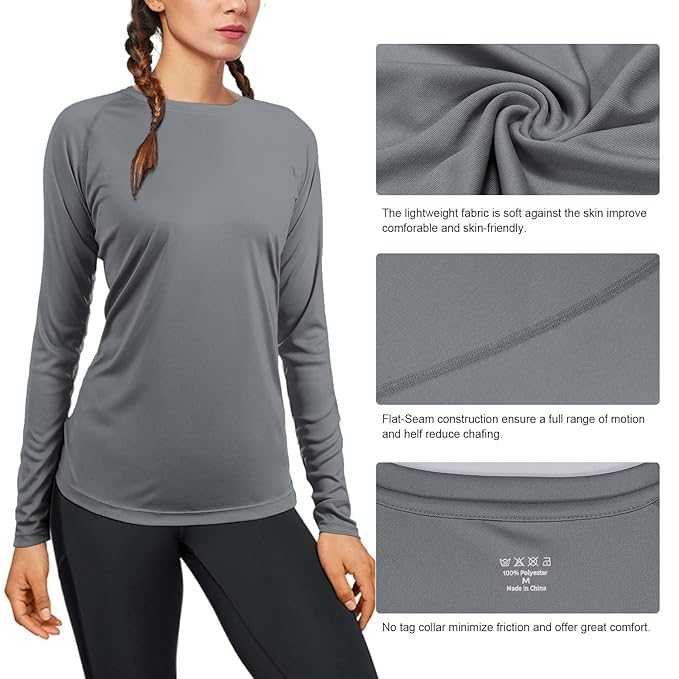 The lightweight fabric is soft against the skin improve
comforable and skin-friendly.
Flat-Seam construction ensure a full range of motion
and helf reduce chafing.
100% Polyester
M
Made in China
No tag collar minimize friction and offer great comfort.